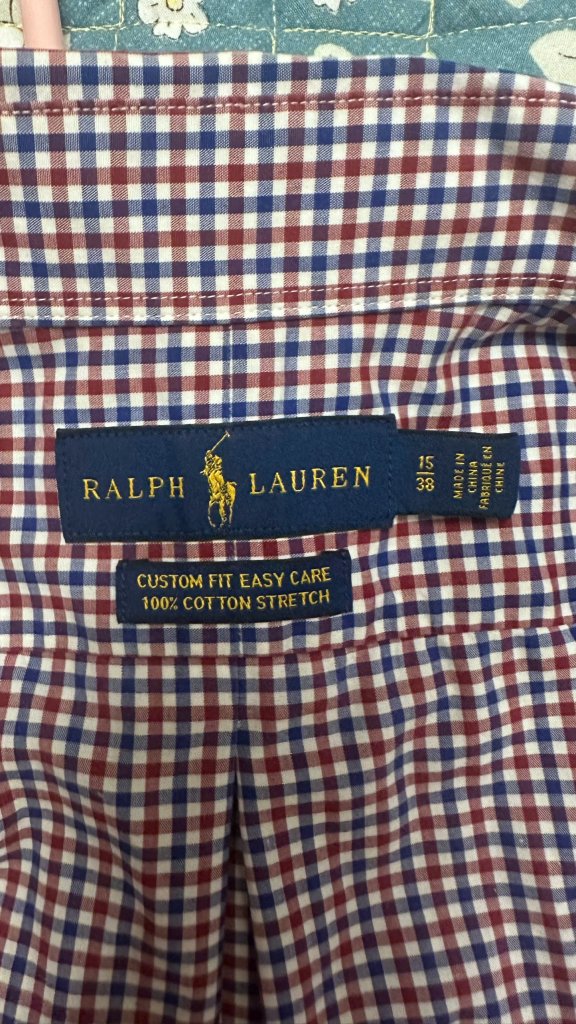 RALPH LAUREN
15
38
MADE IN
CHINA
FABRIQUÉ EN
CHINE
CUSTOM FIT EASY CARE
100% COTTON STRETCH